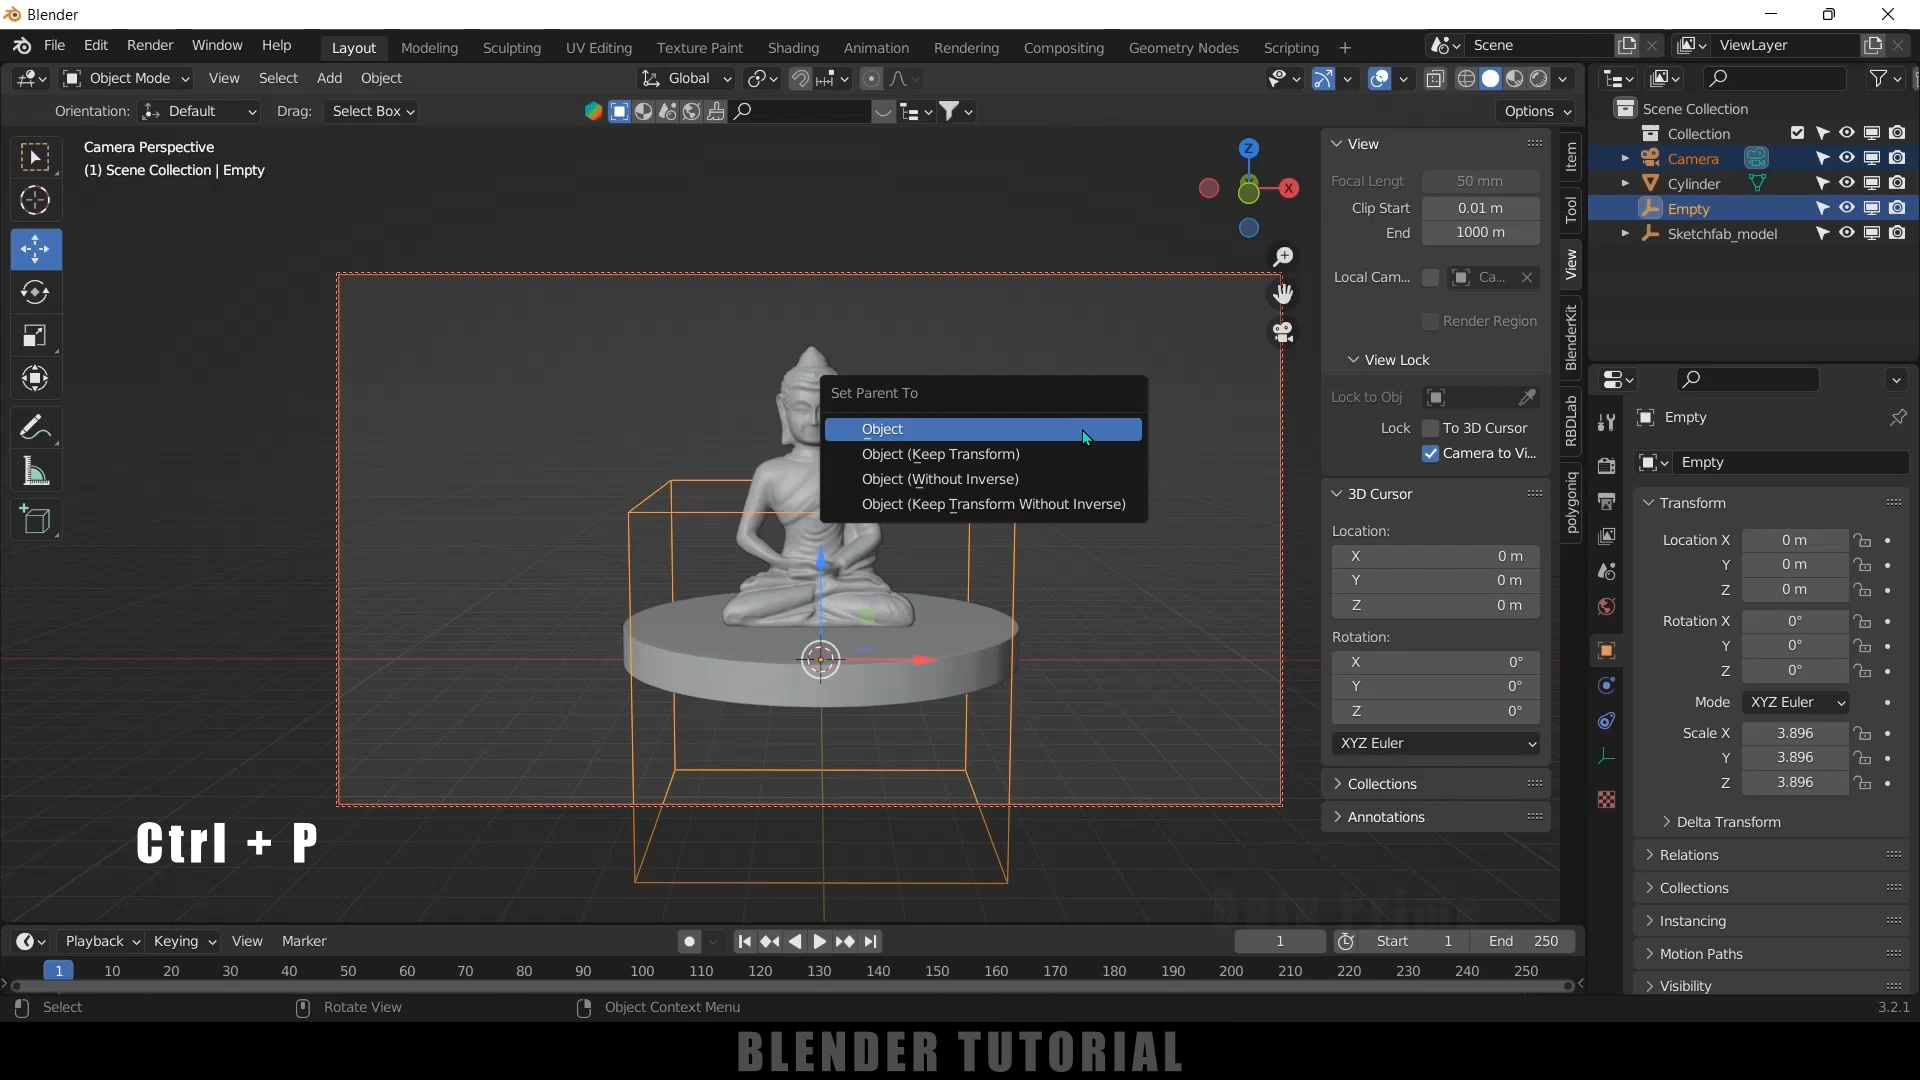 Blender
File Edit Render Window Help
Layout Modeling Sculpting UV Editing Texture Paint Shading Animation Rendering Compositing Geometry Nodes Scripting +
Scene
ViewLayer
Object Mode View Select Add Object
Global
Orientation: Default Drag: Select Box
Options
Camera Perspective
(1) Scene Collection | Empty
Z
X
Scene Collection
Collection
Camera
Cylinder
Empty
Sketchfab_model
View
Focal Lengt 50 mm
Clip Start 0.01 m
End 1000 m
Local Cam... Ca...
Render Region
View Lock
Lock to Obj
Lock To 3D Cursor
Camera to Vi...
3D Cursor
Location:
X 0 m
Y 0 m
Z 0 m
Rotation:
X 0°
Y 0°
Z 0°
XYZ Euler
Collections
Annotations
Item
Tool
View
BlenderKit
RBDLab
polygoniq
Set Parent To
Object
Object (Keep Transform)
Object (Without Inverse)
Object (Keep Transform Without Inverse)
Empty
Empty
Transform
Location X 0 m
Y 0 m
Z 0 m
Rotation X 0°
Y 0°
Z 0°
Mode XYZ Euler
Scale X 3.896
Y 3.896
Z 3.896
Delta Transform
Relations
Collections
Instancing
Motion Paths
Visibility
Ctrl + P
Playback Keying View Marker
1
Start 1 End 250
1 10 20 30 40 50 60 70 80 90 100 110 120 130 140 150 160 170 180 190 200 210 220 230 240 250
Select Rotate View Object Context Menu
3.2.1
BLENDER TUTORIAL